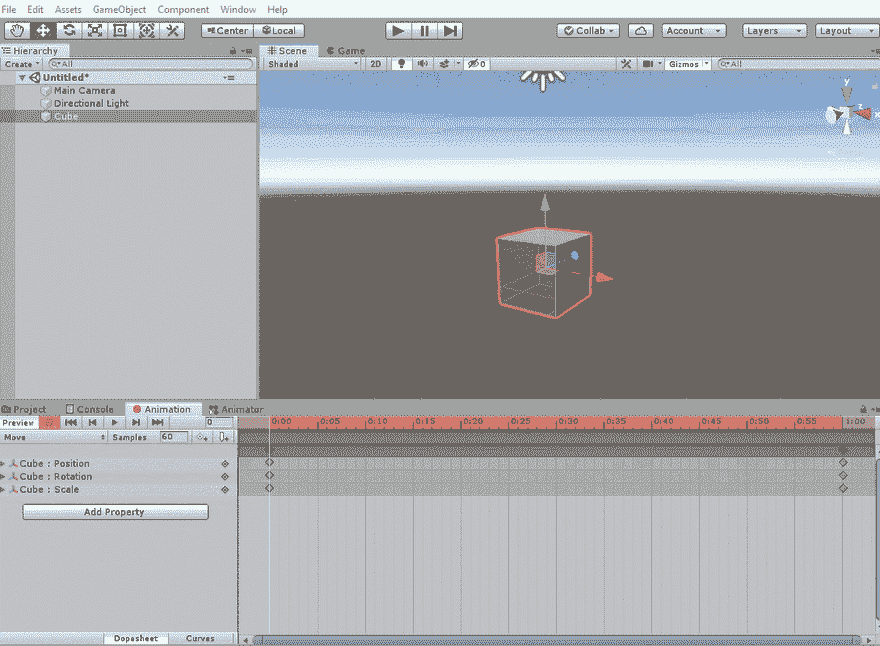 File Edit Assets GameObject Component Window Help
Center Local Collab Account Layers Layout
Hierarchy Scene Game
Create All Shaded 2D 0 Gizmos All
Untitled*
Main Camera
Directional Light
Cube
y
z
x
Project Console Animation Animator
Preview 0 0:00 0:05 0:10 0:15 0:20 0:25 0:30 0:35 0:40 0:45 0:50 0:55 1:00
Move Samples 60
Cube : Position
Cube : Rotation
Cube : Scale
Add Property
Dopesheet Curves